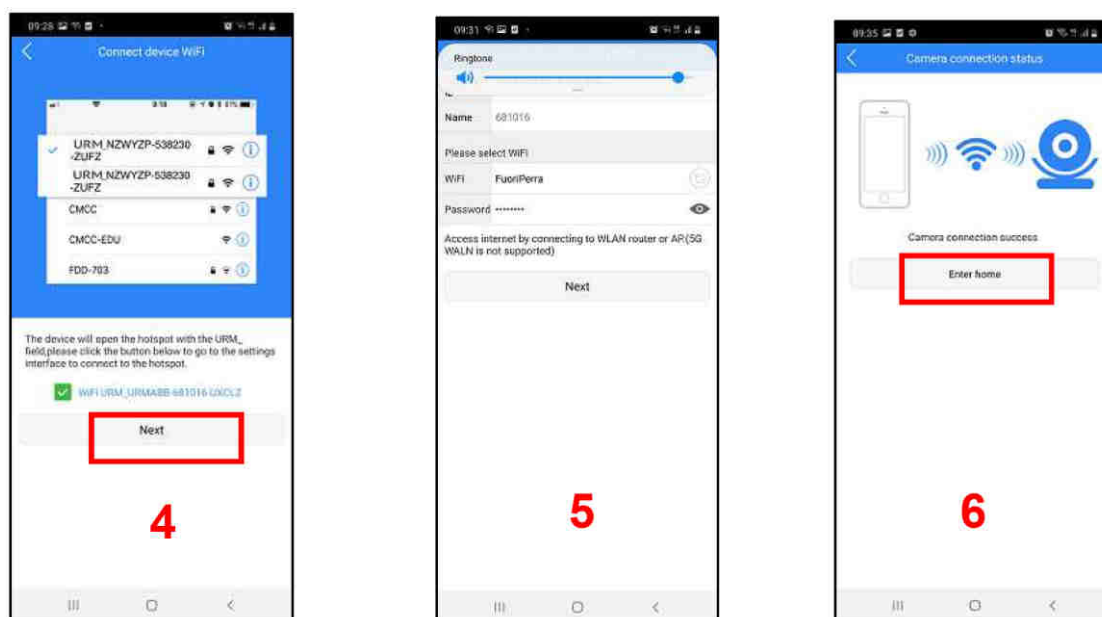 09:28
Connect device WiFi
URM_NZWYZP-538230
-ZUFZ
URM_NZWYZP-538230
-ZUFZ
CMCC
CMCC-EDU
FDD-703
The device will open the hotspot with the URM_
field,please click the button below to go to the settings
interface to connect to the hotspot.
WiFi URM_URMABB-681016-UXCLZ
Next
4
09:31
Ringtone
Name 681016
Please select WiFi
WiFi FuoriPerra
Password ••••••••
Access internet by connecting to WLAN router or AP(5G
WALN is not supported)
Next
5
09:35
Camera connection status
Camera connection success
Enter home
6